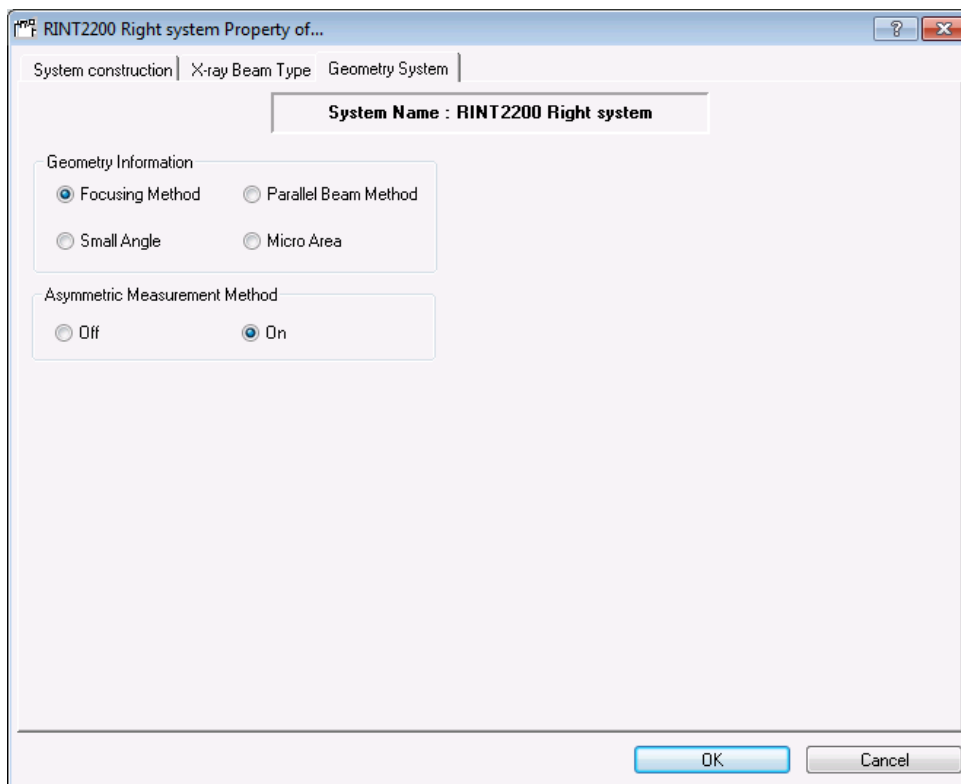 RINT2200 Right system Property of...
System construction X-ray Beam Type Geometry System
System Name : RINT2200 Right system
Geometry Information
Focusing Method Parallel Beam Method
Small Angle Micro Area
Asymmetric Measurement Method
Off On
OK Cancel